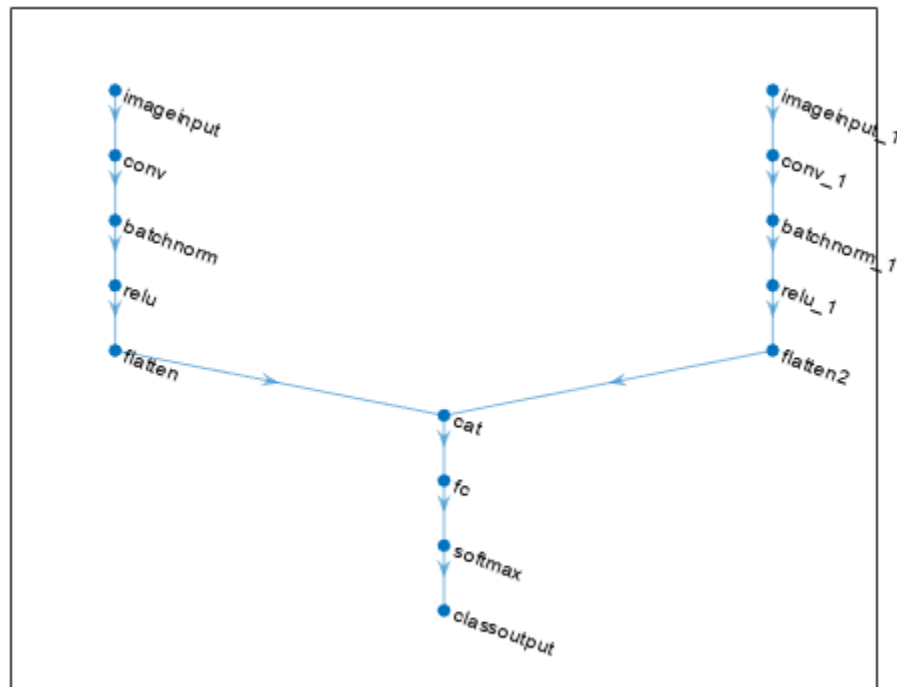 imageinput
conv
batchnorm
relu
flatten
imageinput_1
conv_1
batchnorm_1
relu_1
flatten2
cat
fc
softmax
classoutput